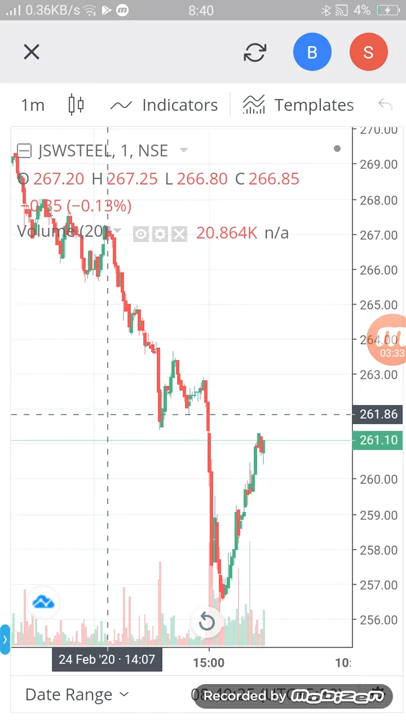 0.36KB/s 8:40 4%
B S
1m Indicators Templates
JSWSTEEL, 1, NSE
O 267.20 H 267.25 L 266.80 C 266.85
−0.35 (−0.13%)
Volume (20) 20.864K n/a
270.00
269.00
268.00
267.00
266.00
265.00
264.00
03:33
263.00
261.86
261.10
260.00
259.00
258.00
257.00
256.00
24 Feb '20 · 14:07 15:00 10:
Date Range
Recorded by mobizen